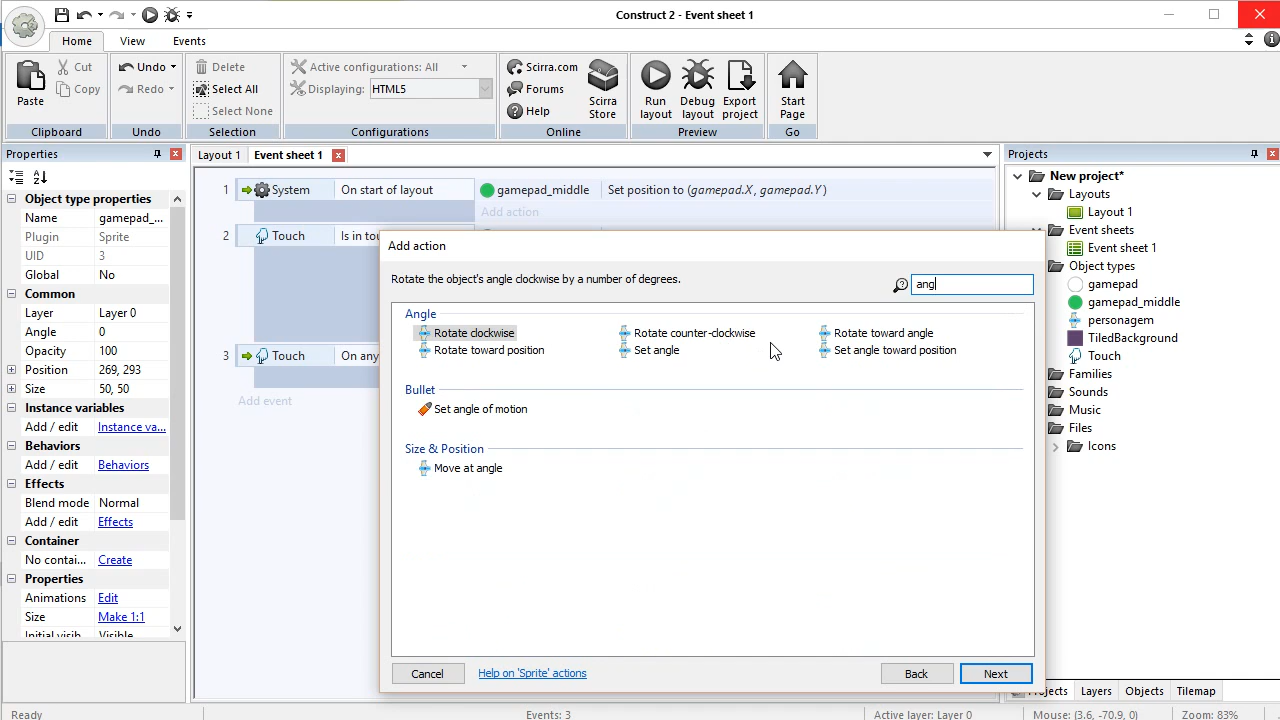 Construct 2 - Event sheet 1
Home View Events
Paste
Cut
Copy
Clipboard
Undo
Redo
Undo
Delete
Select All
Select None
Selection
Active configurations: All
Displaying: HTML5
Configurations
Scirra.com
Forums
Help
Scirra
Store
Online
Run
layout
Debug
layout
Export
project
Preview
Start
Page
Go
Properties
Object type properties
Name gamepad_...
Plugin Sprite
UID 3
Global No
Common
Layer Layer 0
Angle 0
Opacity 100
Position 269, 293
Size 50, 50
Instance variables
Add / edit Instance va...
Behaviors
Add / edit Behaviors
Effects
Blend mode Normal
Add / edit Effects
Container
No contai... Create
Properties
Animations Edit
Size Make 1:1
Layout 1 Event sheet 1
1 System On start of layout gamepad_middle Set position to (gamepad.X, gamepad.Y)
Add action
2 Touch Is in tou
3 Touch On any
Add event
Add action
Rotate the object's angle clockwise by a number of degrees.
ang
Angle
Rotate clockwise Rotate counter-clockwise Rotate toward angle
Rotate toward position Set angle Set angle toward position
Bullet
Set angle of motion
Size & Position
Move at angle
Cancel Help on 'Sprite' actions Back Next
Projects
New project*
Layouts
Layout 1
Event sheets
Event sheet 1
Object types
gamepad
gamepad_middle
personagem
TiledBackground
Touch
Families
Sounds
Music
Files
Icons
Layers Objects Tilemap
Ready Events: 3 Active layer: Layer 0 Mouse: (3.6, -70.9, 0) Zoom: 83%